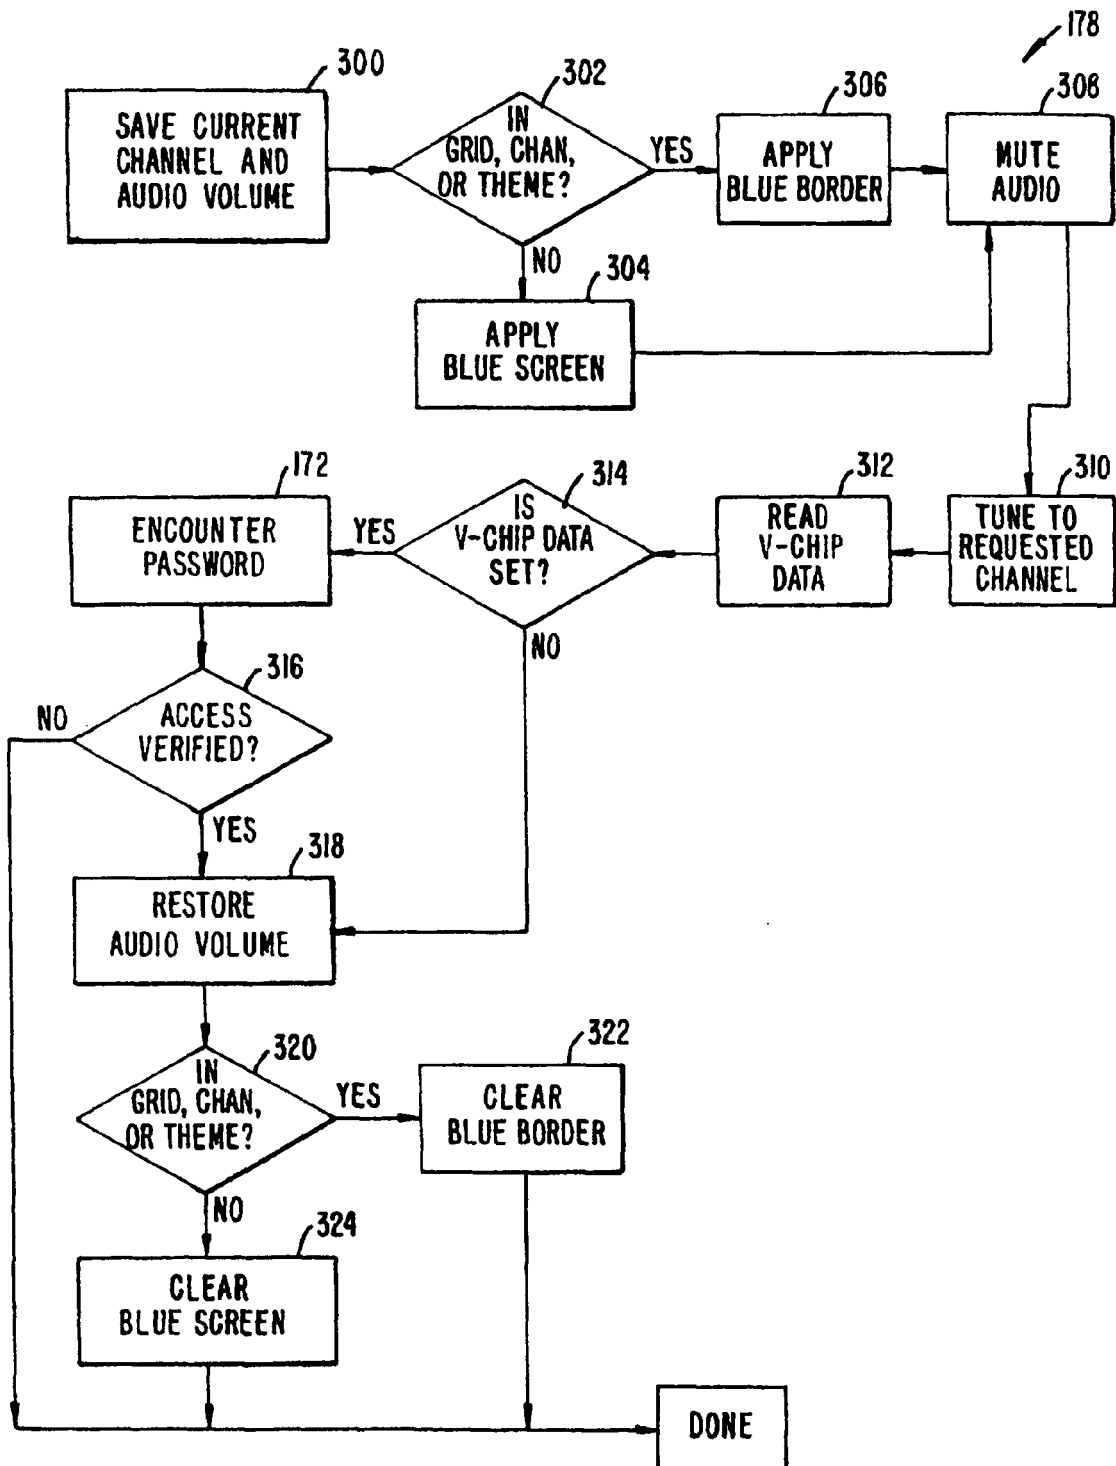 178
300
SAVE CURRENT
CHANNEL AND
AUDIO VOLUME
302
IN
GRID, CHAN,
OR THEME?
YES
306
APPLY
BLUE BORDER
308
MUTE
AUDIO
NO
304
APPLY
BLUE SCREEN
172
ENCOUNTER
PASSWORD
YES
314
IS
V-CHIP DATA
SET?
NO
312
READ
V-CHIP
DATA
310
TUNE TO
REQUESTED
CHANNEL
316
NO
ACCESS
VERIFIED?
YES
318
RESTORE
AUDIO VOLUME
320
IN
GRID, CHAN,
OR THEME?
YES
322
CLEAR
BLUE BORDER
NO
324
CLEAR
BLUE SCREEN
DONE